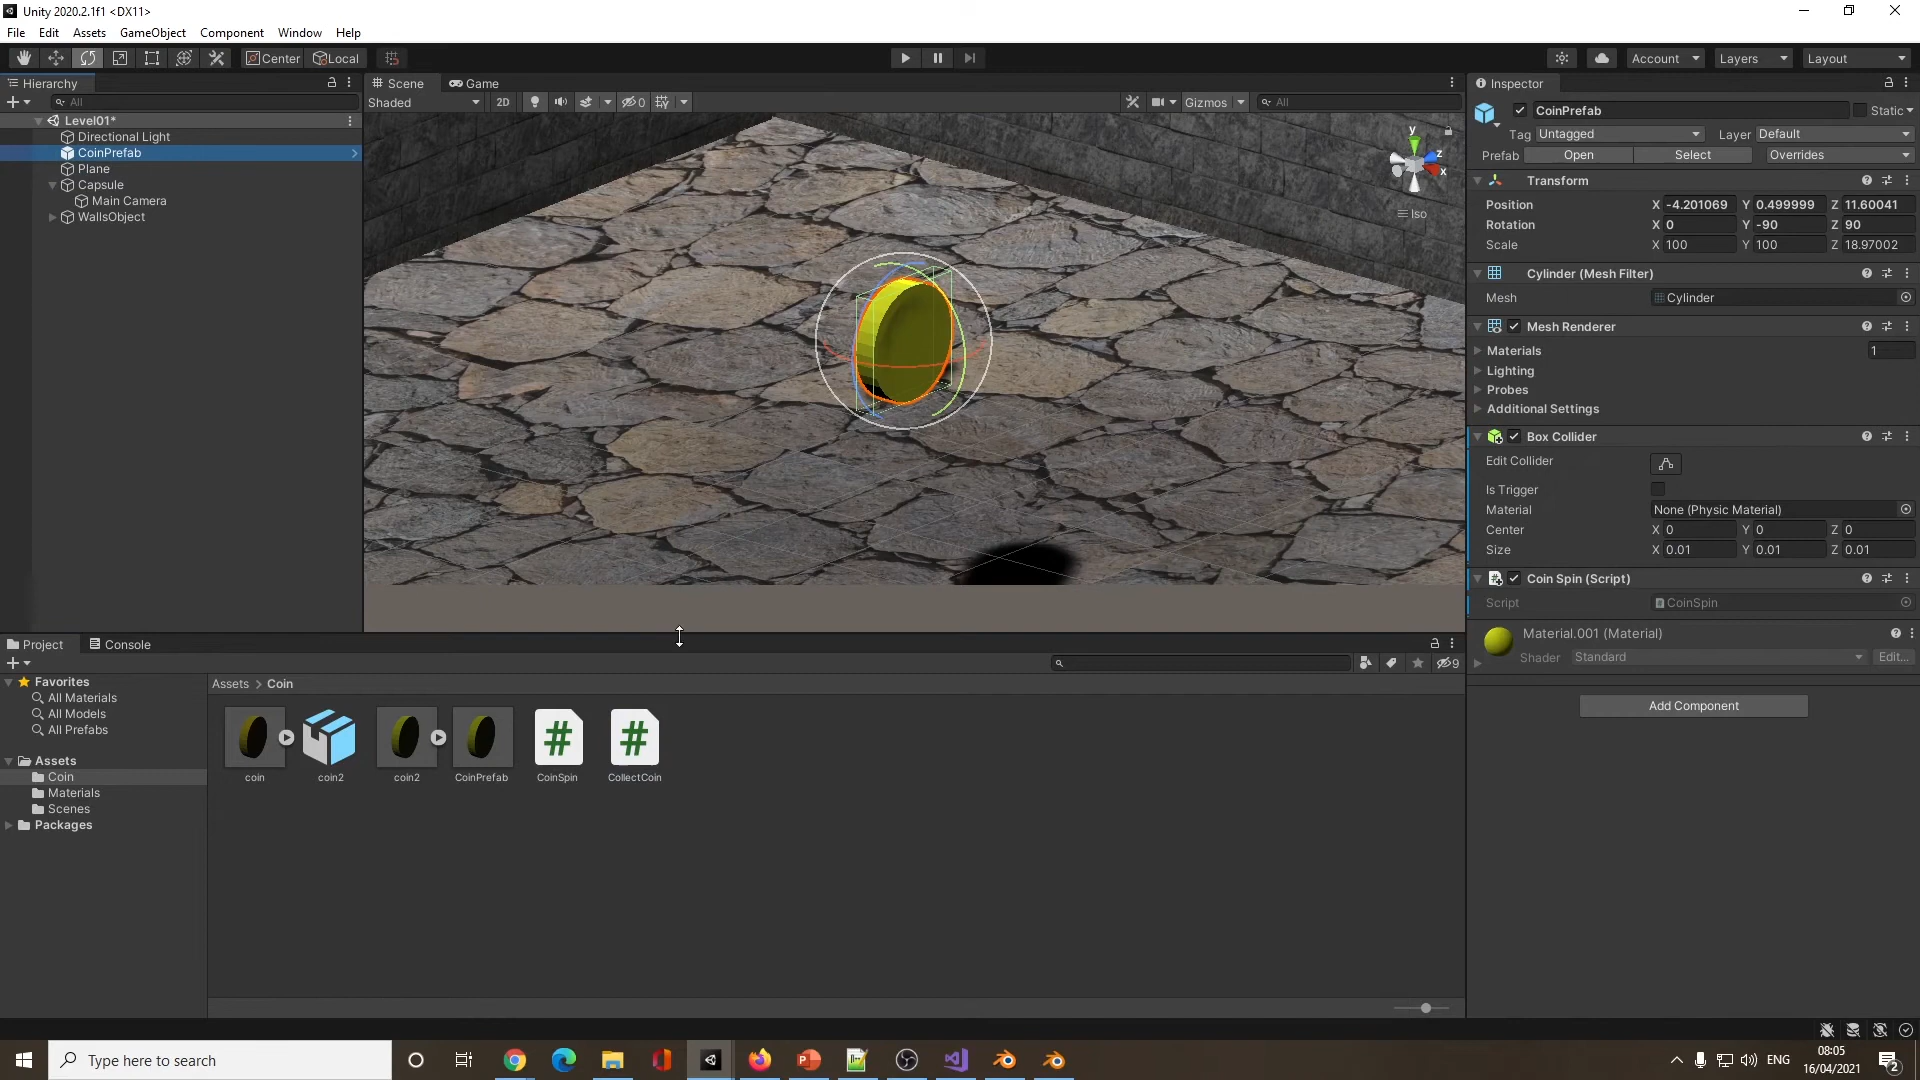 Unity 2020.2.1f1 <DX11>
File Edit Assets GameObject Component Window Help
Center Local
Account Layers Layout
Hierarchy
All
Level01*
Directional Light
CoinPrefab
Plane
Capsule
Main Camera
WallsObject
Scene Game
Shaded 2D 0 Gizmos All
y
z
x
Iso
Inspector
CoinPrefab Static
Tag Untagged Layer Default
Prefab Open Select Overrides
Transform
Position X -4.201069 Y 0.499999 Z 11.60041
Rotation X 0 Y -90 Z 90
Scale X 100 Y 100 Z 18.97002
Cylinder (Mesh Filter)
Mesh Cylinder
Mesh Renderer
Materials 1
Lighting
Probes
Additional Settings
Box Collider
Edit Collider
Is Trigger
Material None (Physic Material)
Center X 0 Y 0 Z 0
Size X 0.01 Y 0.01 Z 0.01
Coin Spin (Script)
Script CoinSpin
Material.001 (Material)
Shader Standard Edit...
Add Component
Project Console
9
Favorites
All Materials
All Models
All Prefabs
Assets
Coin
Materials
Scenes
Packages
Assets > Coin
coin coin2 coin2 CoinPrefab CoinSpin CollectCoin
Type here to search
ENG
08:05
16/04/2021
2